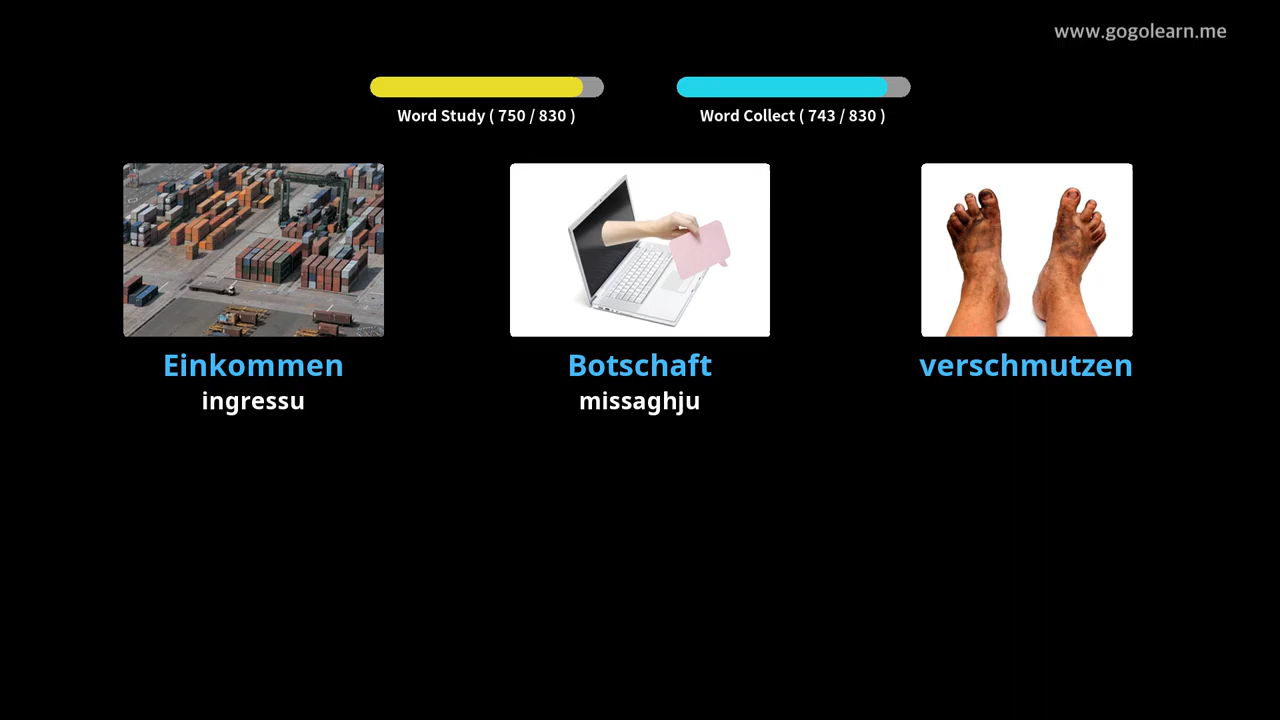 www.gogolearn.me
Word Study ( 750 / 830 )
Word Collect ( 743 / 830 )
Einkommen
ingressu
Botschaft
missaghju
verschmutzen